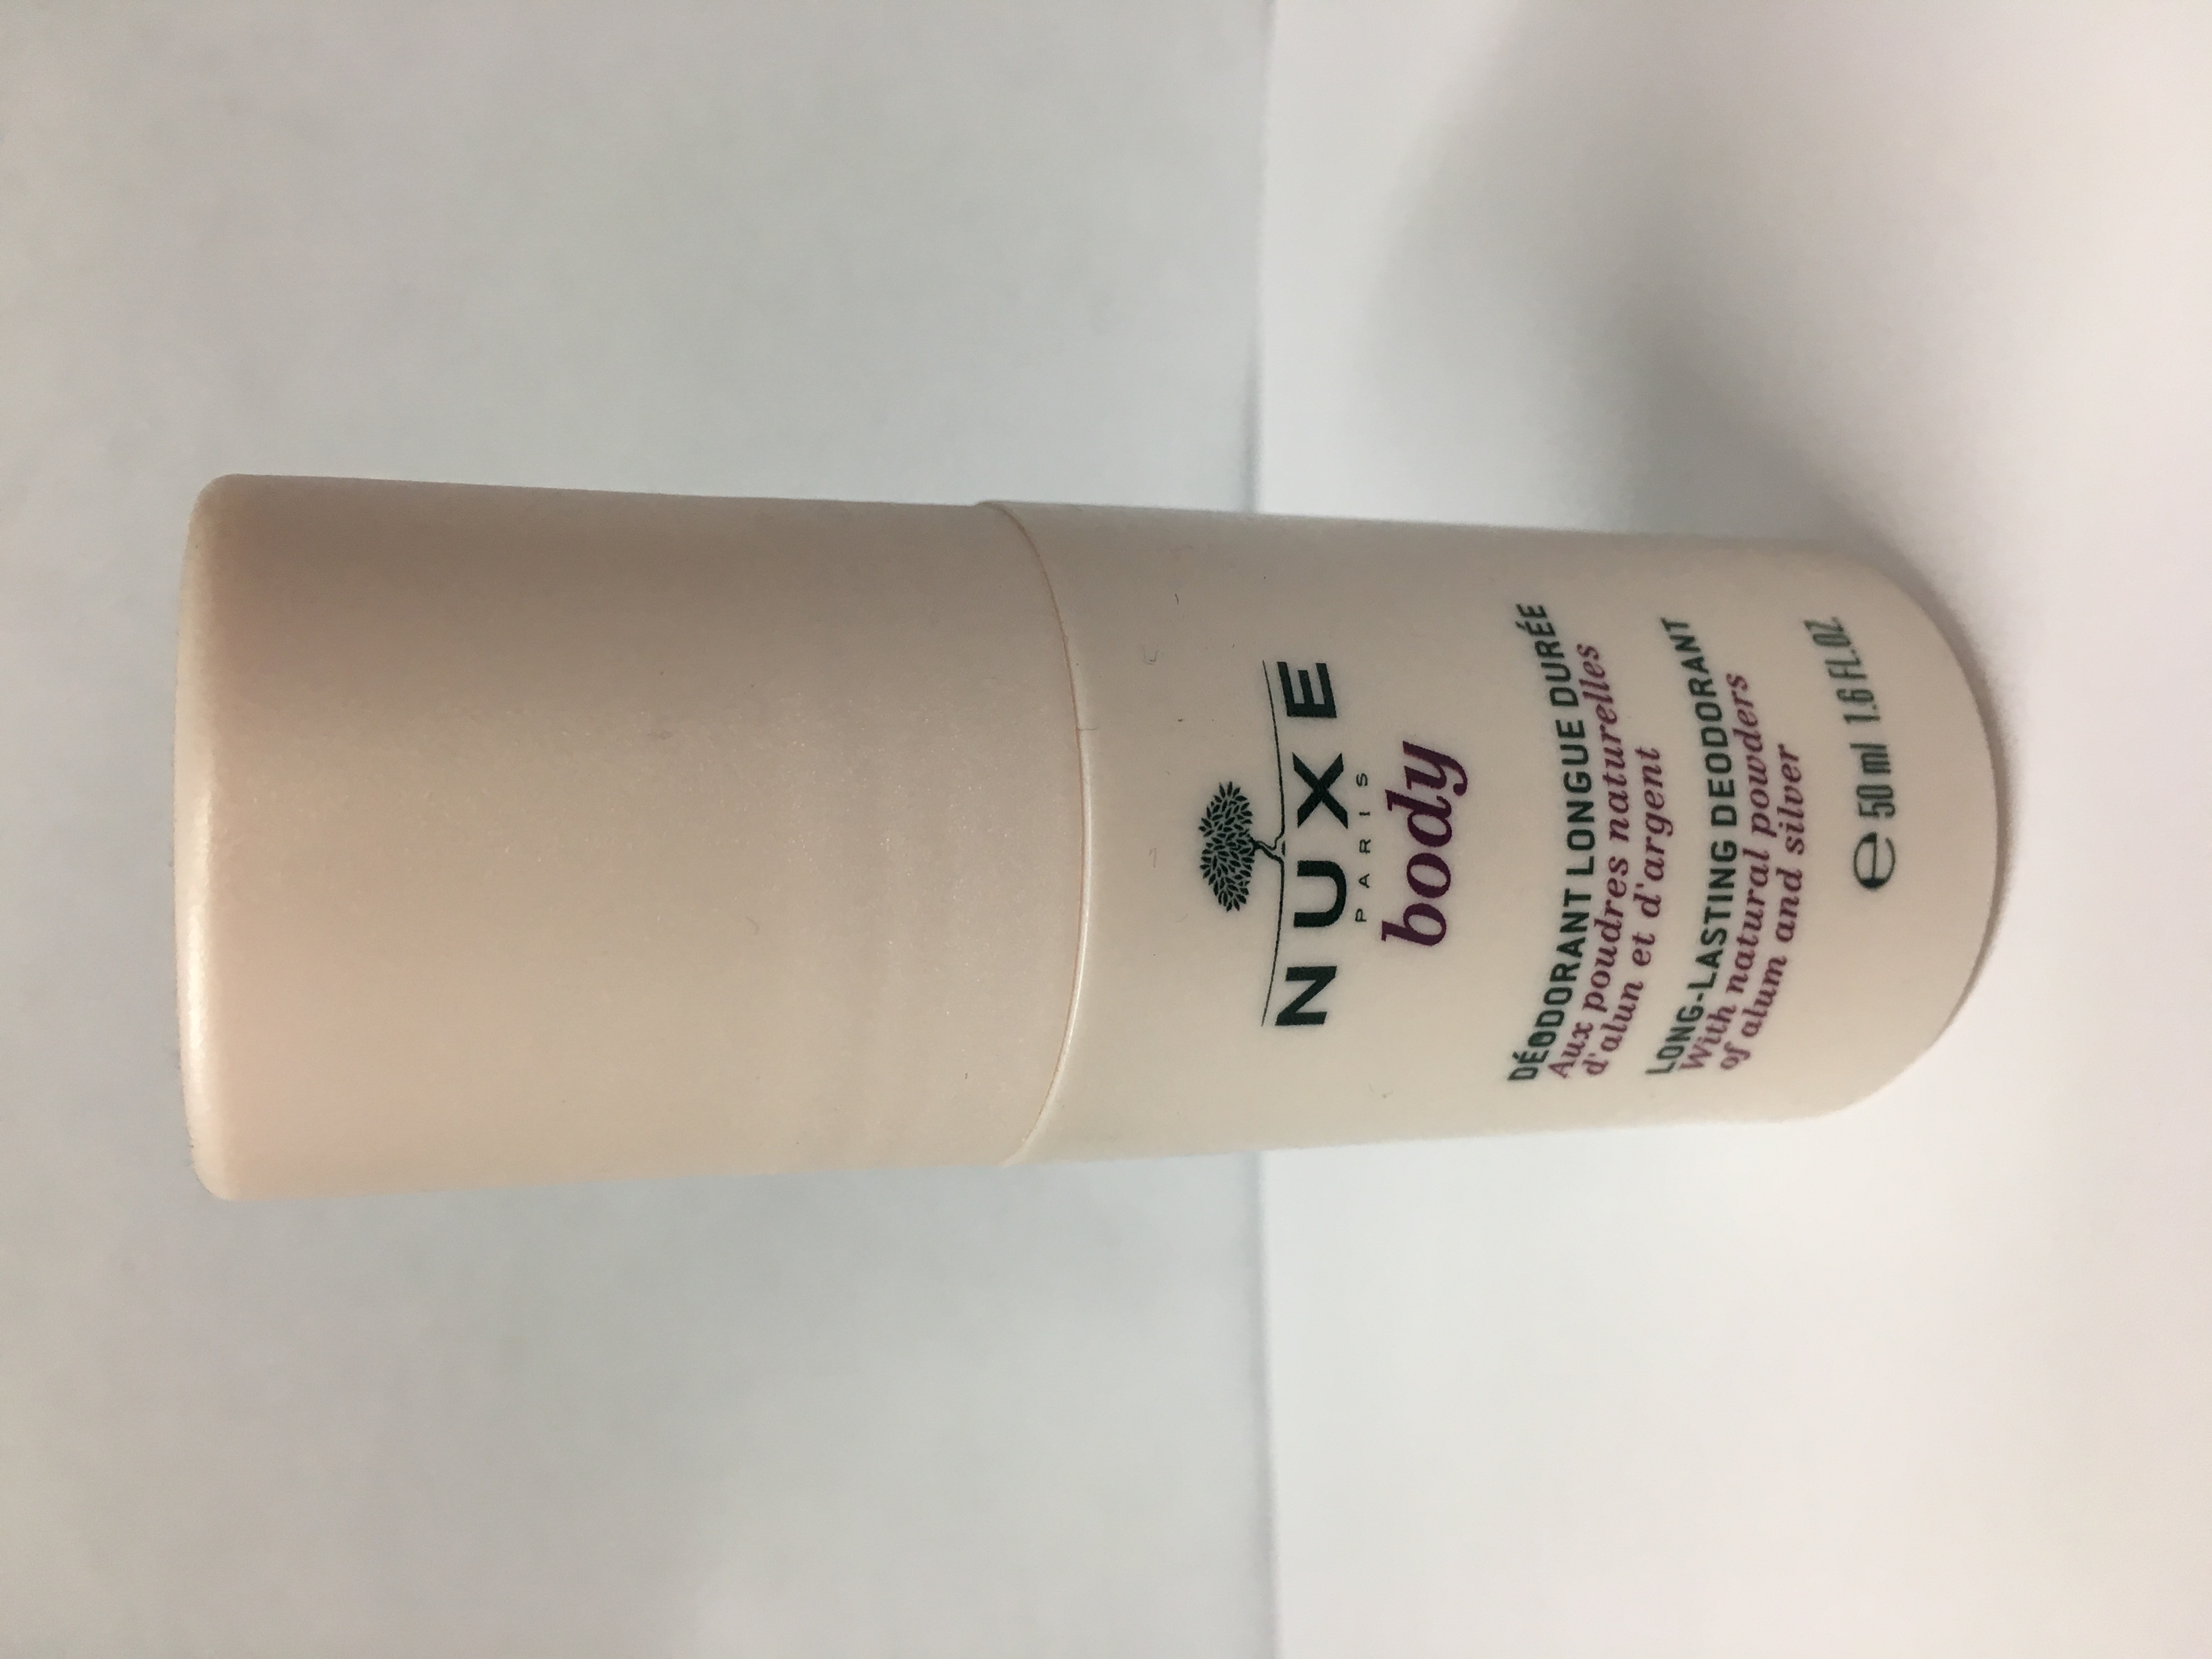 NUXE
PARIS
body
DÉODORANT LONGUE DURÉE
Aux poudres naturelles
d'alun et d'argent
LONG-LASTING DEODORANT
With natural powders
of alum and silver
℮ 50 ml 1.6 FL.OZ